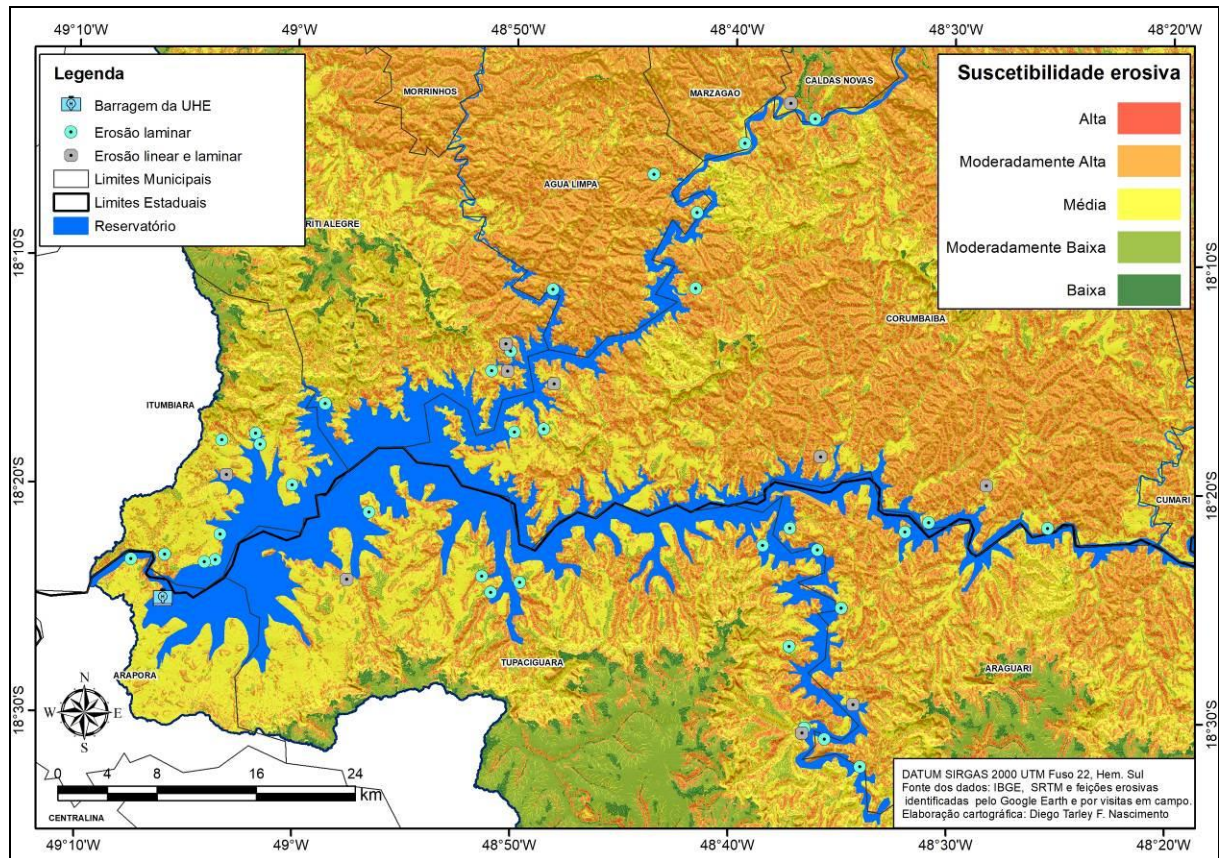 49°10'W 49°W 48°50'W 48°40'W 48°30'W 48°20'W
Legenda
Barragem da UHE
Erosão laminar
Erosão linear e laminar
Limites Municipais
Limites Estaduais
Reservatório
Suscetibilidade erosiva
Alta
Moderadamente Alta
Média
Moderadamente Baixa
Baixa
MORRINHOS
MARZAGAO
CALDAS NOVAS
AGUA LIMPA
RITI ALEGRE
18°10'S
18°10'S
CORUMBAIBA
ITUMBIARA
18°20'S
18°20'S
CUMARI
TUPACIGUARA
ARAGUARI
ARAPORA
N
W E
S
18°30'S
18°30'S
0 4 8 16 24
km
CENTRALINA
DATUM SIRGAS 2000 UTM Fuso 22, Hem. Sul
Fonte dos dados: IBGE, SRTM e feições erosivas
identificadas pelo Google Earth e por visitas em campo.
Elaboração cartográfica: Diego Tarley F. Nascimento
49°10'W 49°W 48°50'W 48°40'W 48°30'W 48°20'W